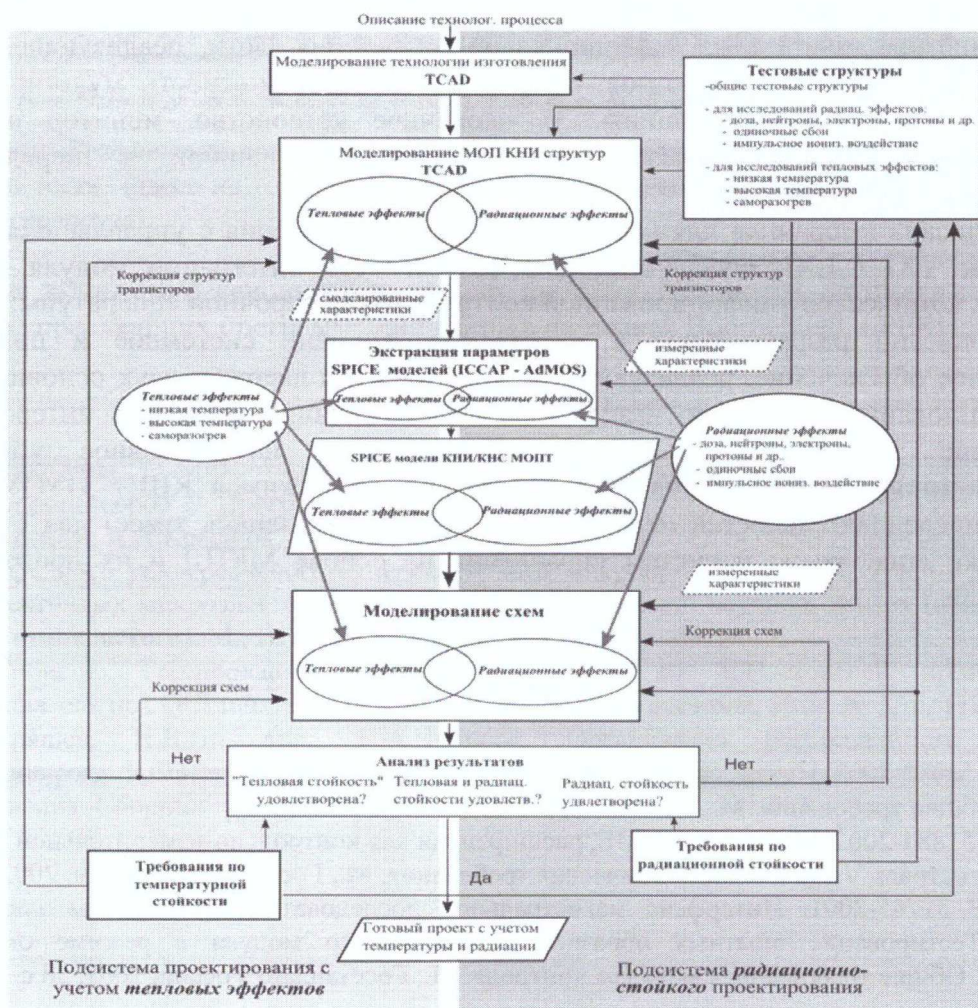 Описание технолог. процесса
Моделирование технологии изготовления
TCAD
Тестовые структуры
-общие тестовые структуры
- для исследований радиац. эффектов:
- доза, нейтроны, электроны, протоны и др.
- одиночные сбои
- импульсное иониз. воздействие
- для исследований тепловых эффектов:
- низкая температура
- высокая температура
- саморазогрев
Моделированиие МОП КНИ структур
TCAD
Тепловые эффекты
Радиационные эффекты
Коррекция структур
транзисторов
Коррекция структур
транзисторов
смоделированные
характеристики
Экстракция параметров
SPICE моделей (ICCAP - AdMOS)
Тепловые эффекты
Радиационные эффекты
измеренные
характеристики
Тепловые эффекты
- низкая температура
- высокая температура
- саморазогрев
Радиационные эффекты
- доза, нейтроны, электроны,
протоны и др..
- одиночные сбои
- импульсное иониз. воздействие
SPICE модели КНИ/КНС МОПТ
Тепловые эффекты
Радиационные эффекты
измеренные
характеристики
Моделирование схем
Тепловые эффекты
Радиационные эффекты
Коррекция схем
Коррекция схем
Нет
Анализ результатов
Нет
"Тепловая стойкость"
удовлетворена?
Тепловая и радиац.
стойкости удовлетв.?
Радиац. стойкость
удвлетворена?
Требования по
температурной
стойкости
Требования по
радиационной стойкости
Да
Готовый проект с учетом
температуры и радиации
Подсистема проектирования с
учетом тепловых эффектов
Подсистема радиационно-
стойкого проектирования